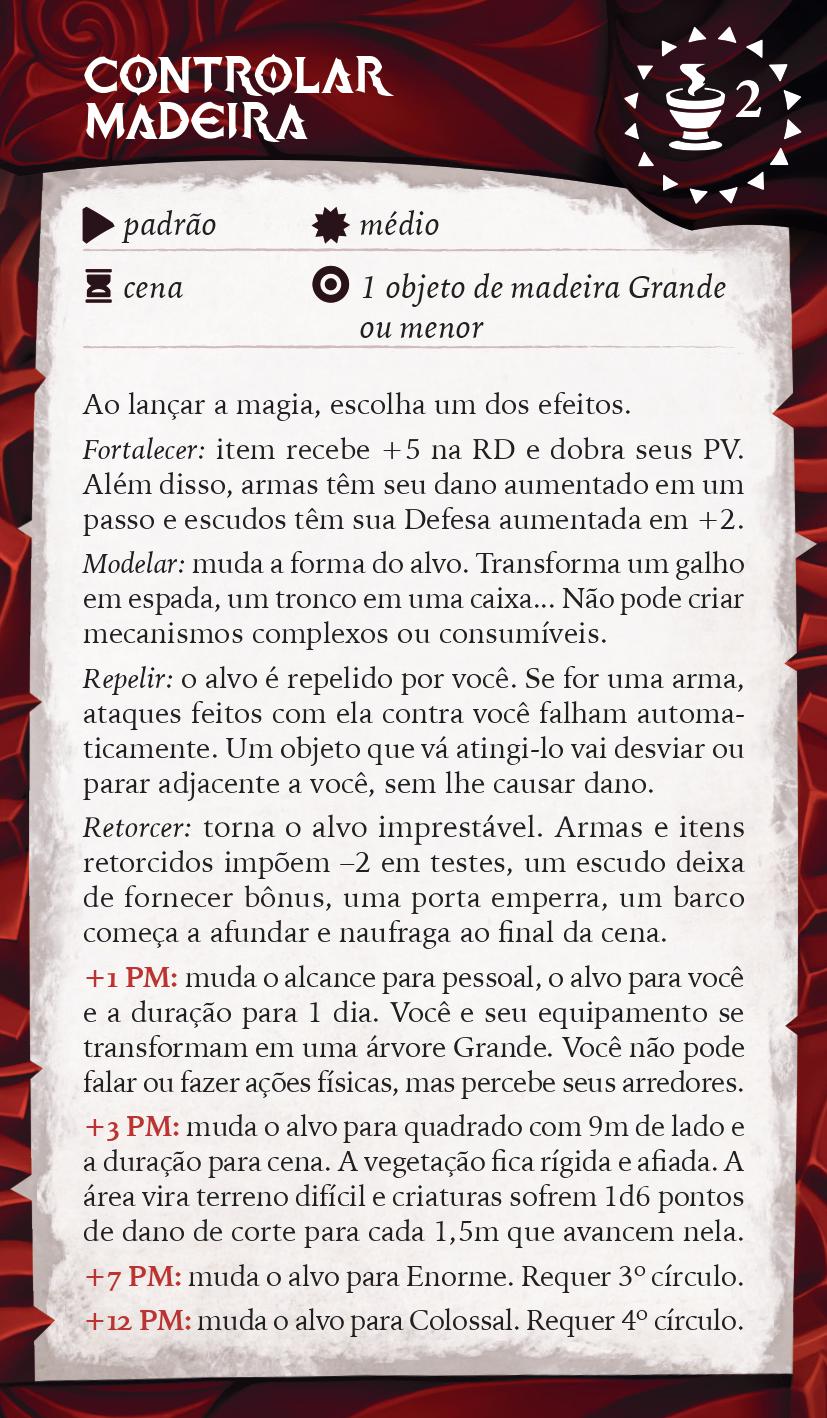 CONTROLAR
MADEIRA
2
padrão médio
cena 1 objeto de madeira Grande
ou menor
Ao lançar a magia, escolha um dos efeitos.
Fortalecer: item recebe +5 na RD e dobra seus PV.
Além disso, armas têm seu dano aumentado em um
passo e escudos têm sua Defesa aumentada em +2.
Modelar: muda a forma do alvo. Transforma um galho
em espada, um tronco em uma caixa... Não pode criar
mecanismos complexos ou consumíveis.
Repelir: o alvo é repelido por você. Se for uma arma,
ataques feitos com ela contra você falham automa-
ticamente. Um objeto que vá atingi-lo vai desviar ou
parar adjacente a você, sem lhe causar dano.
Retorcer: torna o alvo imprestável. Armas e itens
retorcidos impõem –2 em testes, um escudo deixa
de fornecer bônus, uma porta emperra, um barco
começa a afundar e naufraga ao final da cena.
+1 PM: muda o alcance para pessoal, o alvo para você
e a duração para 1 dia. Você e seu equipamento se
transformam em uma árvore Grande. Você não pode
falar ou fazer ações físicas, mas percebe seus arredores.
+3 PM: muda o alvo para quadrado com 9m de lado e
a duração para cena. A vegetação fica rígida e afiada. A
área vira terreno difícil e criaturas sofrem 1d6 pontos
de dano de corte para cada 1,5m que avancem nela.
+7 PM: muda o alvo para Enorme. Requer 3º círculo.
+12 PM: muda o alvo para Colossal. Requer 4º círculo.